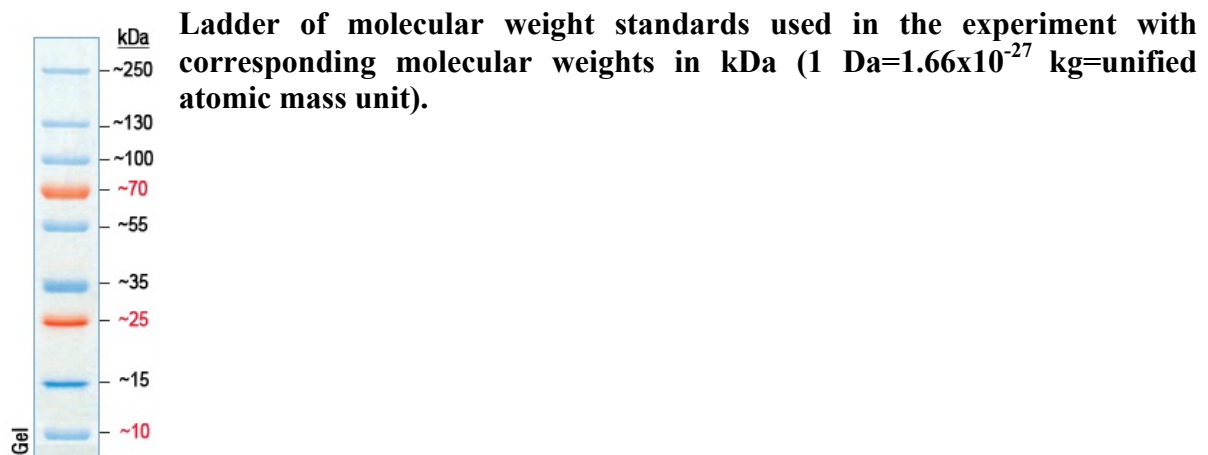 Ladder of molecular weight standards used in the experiment with
corresponding molecular weights in kDa (1 Da=1.66x10⁻²⁷ kg=unified
atomic mass unit).
kDa
~250
~130
~100
~70
~55
~35
~25
~15
~10
Gel